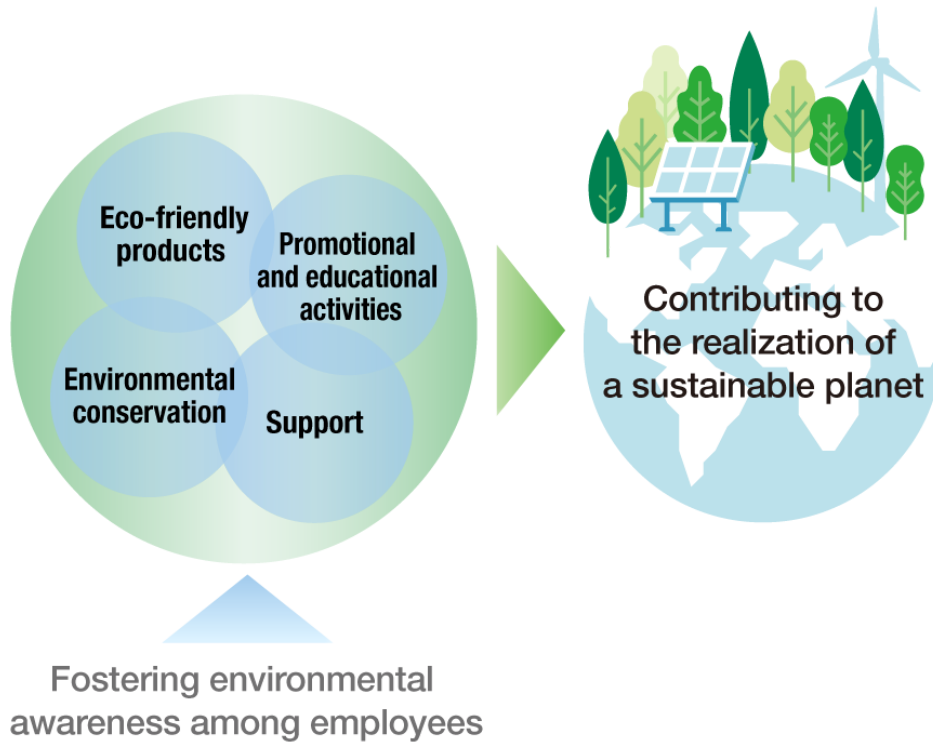 Eco-friendly
products
Promotional
and educational
activities
Environmental
conservation
Support
Contributing to
the realization of
a sustainable planet
Fostering environmental
awareness among employees